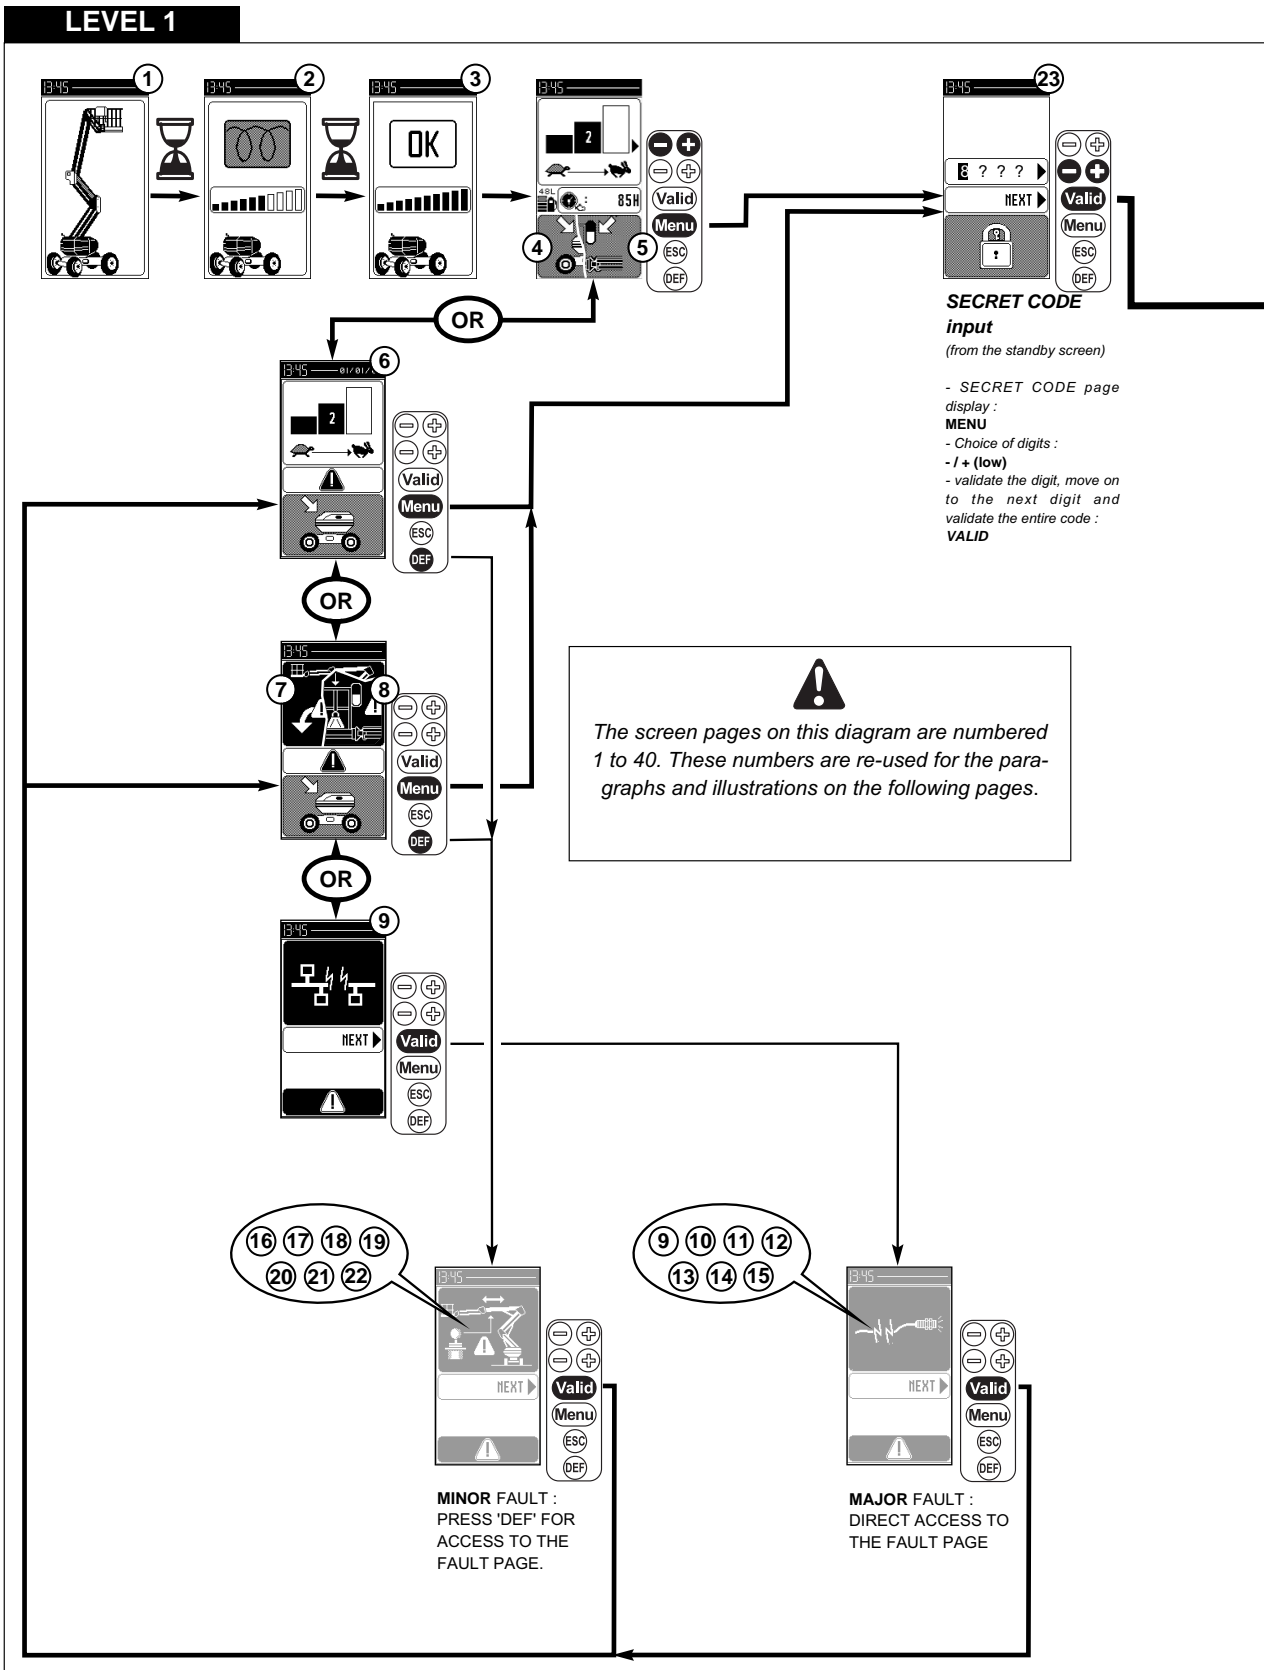 LEVEL 1
1
2
3
23
13:45
13:45
13:45
13:45
13:45
OK
2
48L
: 85H
4
5
Valid
Menu
ESC
DEF
8 ? ? ?
NEXT
Valid
Menu
ESC
DEF
SECRET CODE
input
(from the standby screen)
- SECRET CODE page
display :
MENU
- Choice of digits :
- / + (low)
- validate the digit, move on
to the next digit and
validate the entire code :
VALID
OR
6
13:45
01/01/
2
Valid
Menu
ESC
DEF
OR
13:45
7
8
Valid
Menu
ESC
DEF
The screen pages on this diagram are numbered
1 to 40. These numbers are re-used for the para-
graphs and illustrations on the following pages.
OR
9
13:45
NEXT
Valid
Menu
ESC
DEF
16 17 18 19
20 21 22
13:45
NEXT
Valid
Menu
ESC
DEF
MINOR FAULT :
PRESS 'DEF' FOR
ACCESS TO THE
FAULT PAGE.
9 10 11 12
13 14 15
13:45
NEXT
Valid
Menu
ESC
DEF
MAJOR FAULT :
DIRECT ACCESS TO
THE FAULT PAGE